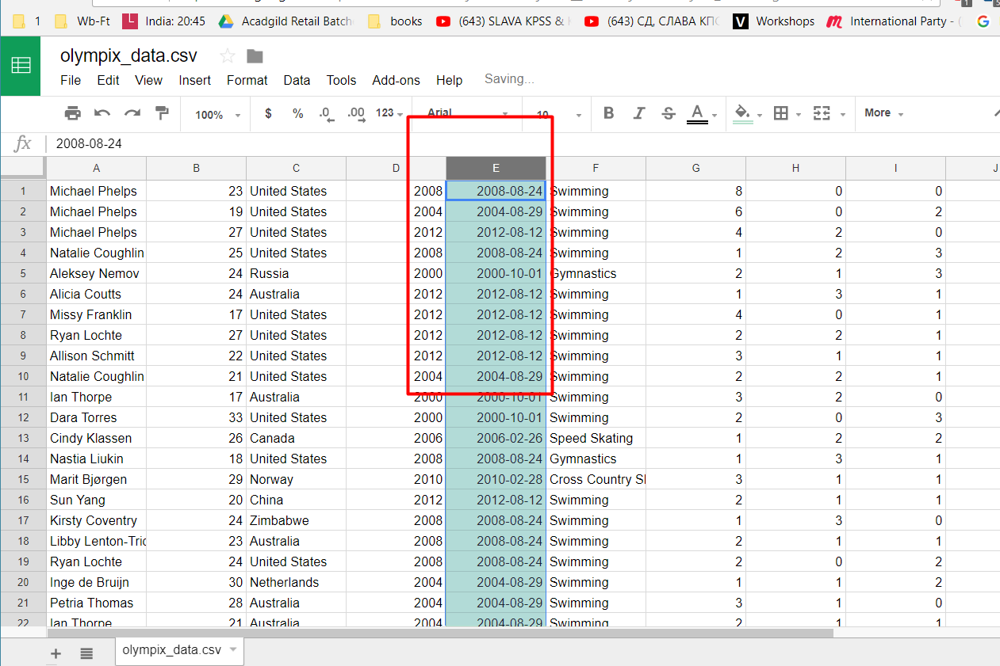 1 Wb-Ft India: 20:45 Acadgild Retail Batch books (643) SLAVA KPSS & (643) СД, СЛАВА КПС Workshops International Party - (
olympix_data.csv
File Edit View Insert Format Data Tools Add-ons Help Saving...
100% $ % .0 .00 123 Arial 10 B I S A More
fx 2008-08-24
A B C D E F G H I J
1 Michael Phelps 23 United States 2008 2008-08-24 Swimming 8 0 0
2 Michael Phelps 19 United States 2004 2004-08-29 Swimming 6 0 2
3 Michael Phelps 27 United States 2012 2012-08-12 Swimming 4 2 0
4 Natalie Coughlin 25 United States 2008 2008-08-24 Swimming 1 2 3
5 Aleksey Nemov 24 Russia 2000 2000-10-01 Gymnastics 2 1 3
6 Alicia Coutts 24 Australia 2012 2012-08-12 Swimming 1 3 1
7 Missy Franklin 17 United States 2012 2012-08-12 Swimming 4 0 1
8 Ryan Lochte 27 United States 2012 2012-08-12 Swimming 2 2 1
9 Allison Schmitt 22 United States 2012 2012-08-12 Swimming 3 1 1
10 Natalie Coughlin 21 United States 2004 2004-08-29 Swimming 2 2 1
11 Ian Thorpe 17 Australia 2000 2000-10-01 Swimming 3 2 0
12 Dara Torres 33 United States 2000 2000-10-01 Swimming 2 0 3
13 Cindy Klassen 26 Canada 2006 2006-02-26 Speed Skating 1 2 2
14 Nastia Liukin 18 United States 2008 2008-08-24 Gymnastics 1 3 1
15 Marit Bjørgen 29 Norway 2010 2010-02-28 Cross Country Sl 3 1 1
16 Sun Yang 20 China 2012 2012-08-12 Swimming 2 1 1
17 Kirsty Coventry 24 Zimbabwe 2008 2008-08-24 Swimming 1 3 0
18 Libby Lenton-Tric 23 Australia 2008 2008-08-24 Swimming 2 1 1
19 Ryan Lochte 24 United States 2008 2008-08-24 Swimming 2 0 2
20 Inge de Bruijn 30 Netherlands 2004 2004-08-29 Swimming 1 1 2
21 Petria Thomas 28 Australia 2004 2004-08-29 Swimming 3 1 0
22 Ian Thorpe 21 Australia 2004 2004-08-29 Swimming 2 1 1
olympix_data.csv